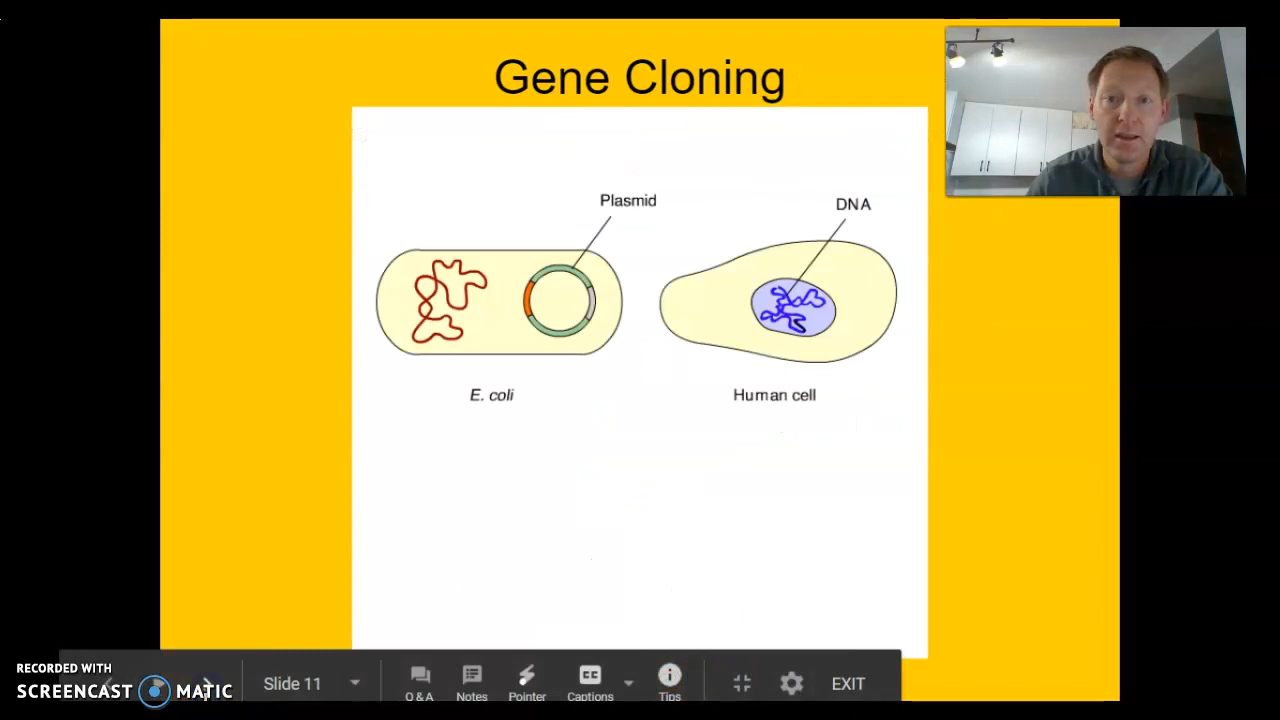 Gene Cloning
Plasmid
DNA
E. coli
Human cell
RECORDED WITH
SCREENCAST MATIC
Slide 11
Q & A
Notes
Pointer
CC
Captions
Tips
EXIT